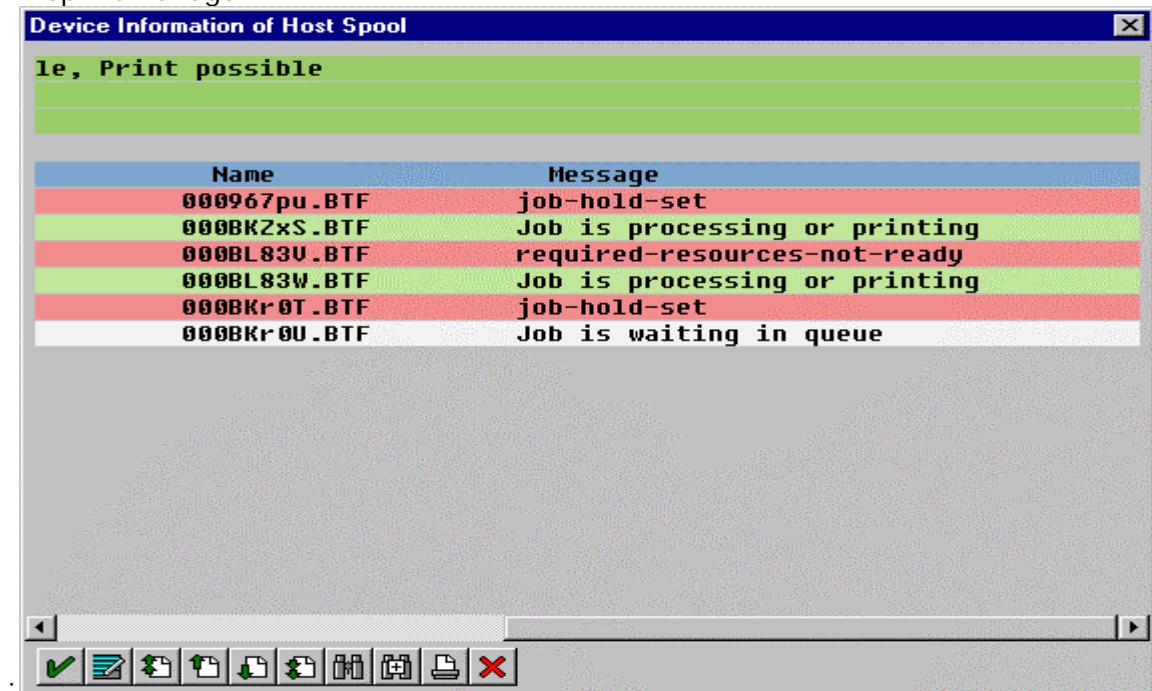 Device Information of Host Spool
le, Print possible
Name Message
000967pu.BTF job-hold-set
000BKZxS.BTF Job is processing or printing
000BL83V.BTF required-resources-not-ready
000BL83W.BTF Job is processing or printing
000BKr0T.BTF job-hold-set
000BKr0U.BTF Job is waiting in queue
.